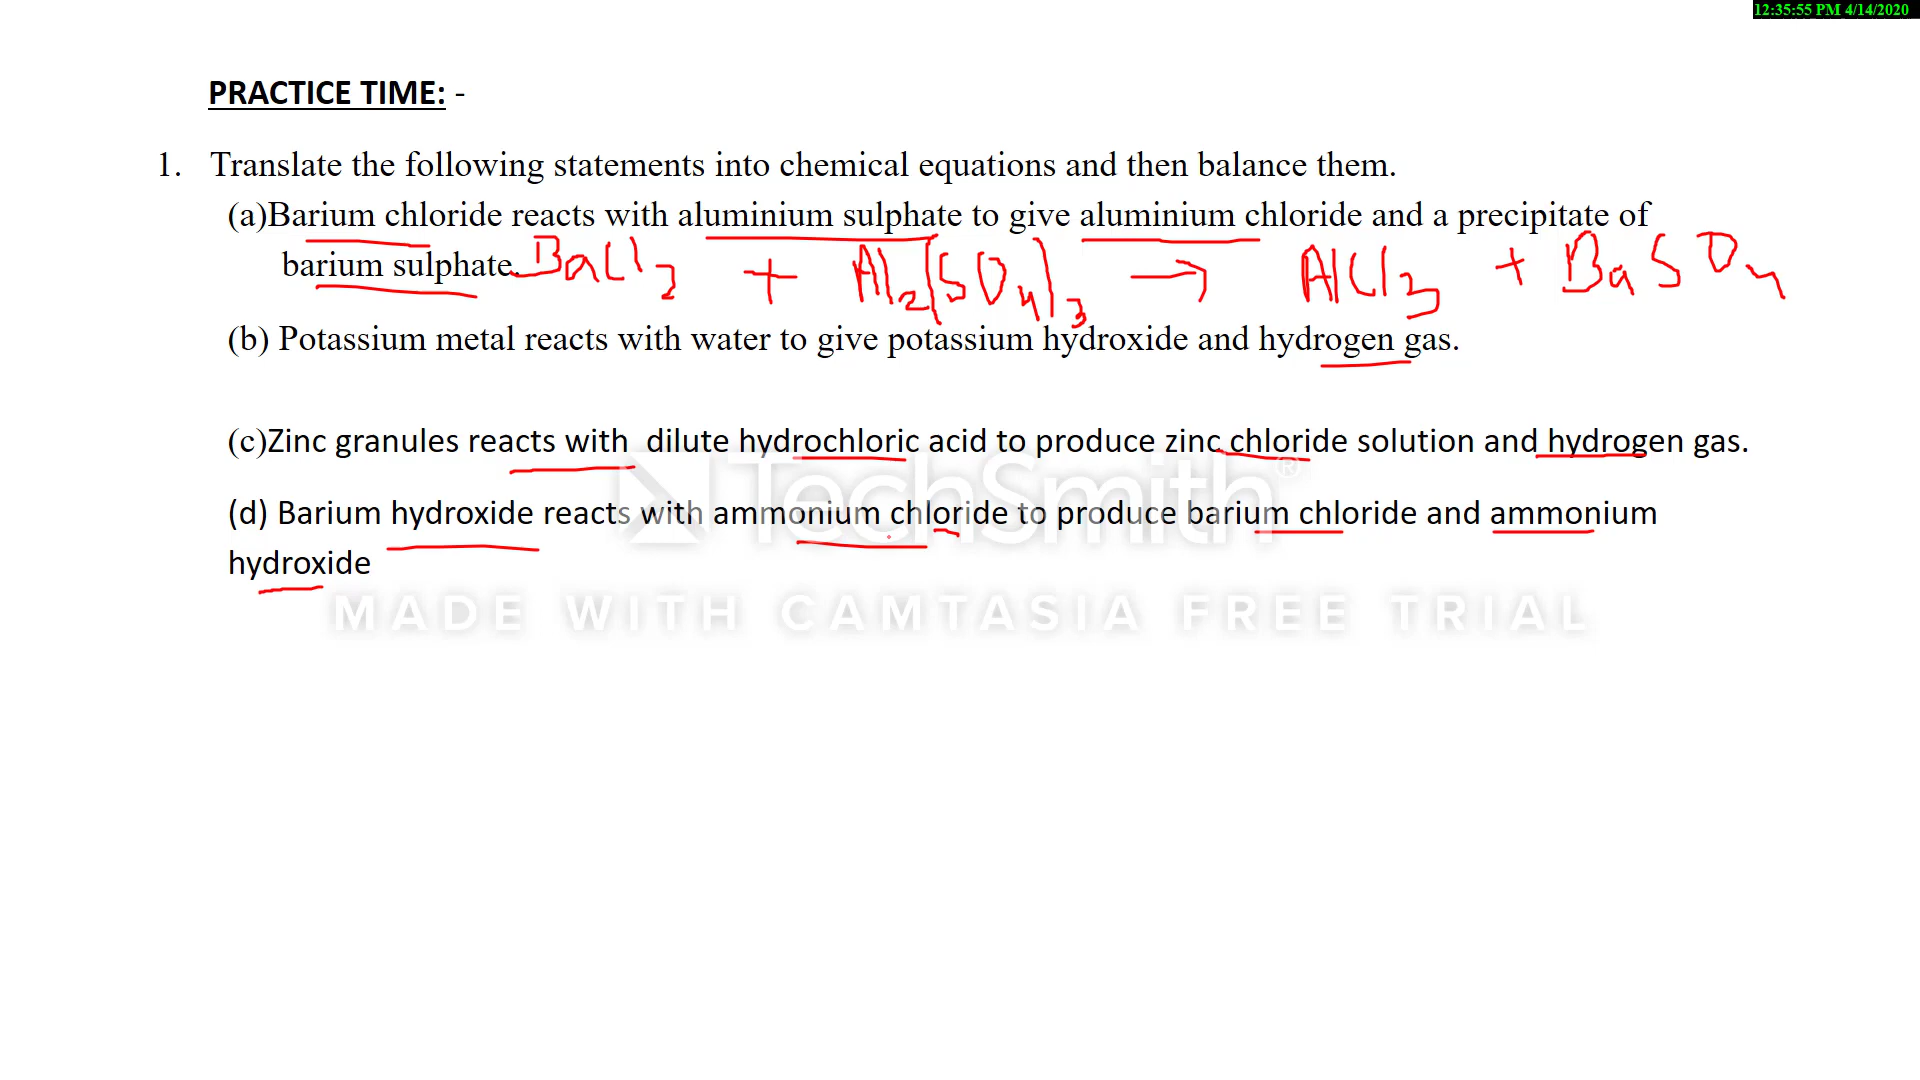 12:35:55 PM 4/14/2020
PRACTICE TIME: -
1. Translate the following statements into chemical equations and then balance them.
(a)Barium chloride reacts with aluminium sulphate to give aluminium chloride and a precipitate of
barium sulphate. BaCl2 + Al2(SO4)3 → AlCl3 + BaSO4
(b) Potassium metal reacts with water to give potassium hydroxide and hydrogen gas.
(c)Zinc granules reacts with dilute hydrochloric acid to produce zinc chloride solution and hydrogen gas.
TechSmith®
(d) Barium hydroxide reacts with ammonium chloride to produce barium chloride and ammonium
hydroxide
MADE WITH CAMTASIA FREE TRIAL